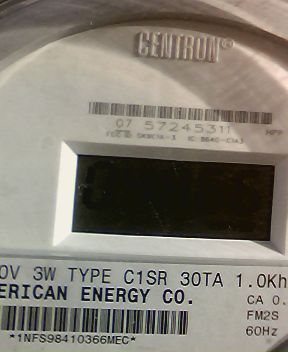 CENTRON®
07 57245311
0V 3W TYPE C1SR 30TA 1.0Kh
ERICAN ENERGY CO.
CA 0.
FM2S
60Hz
*1NFS98410366MEC*